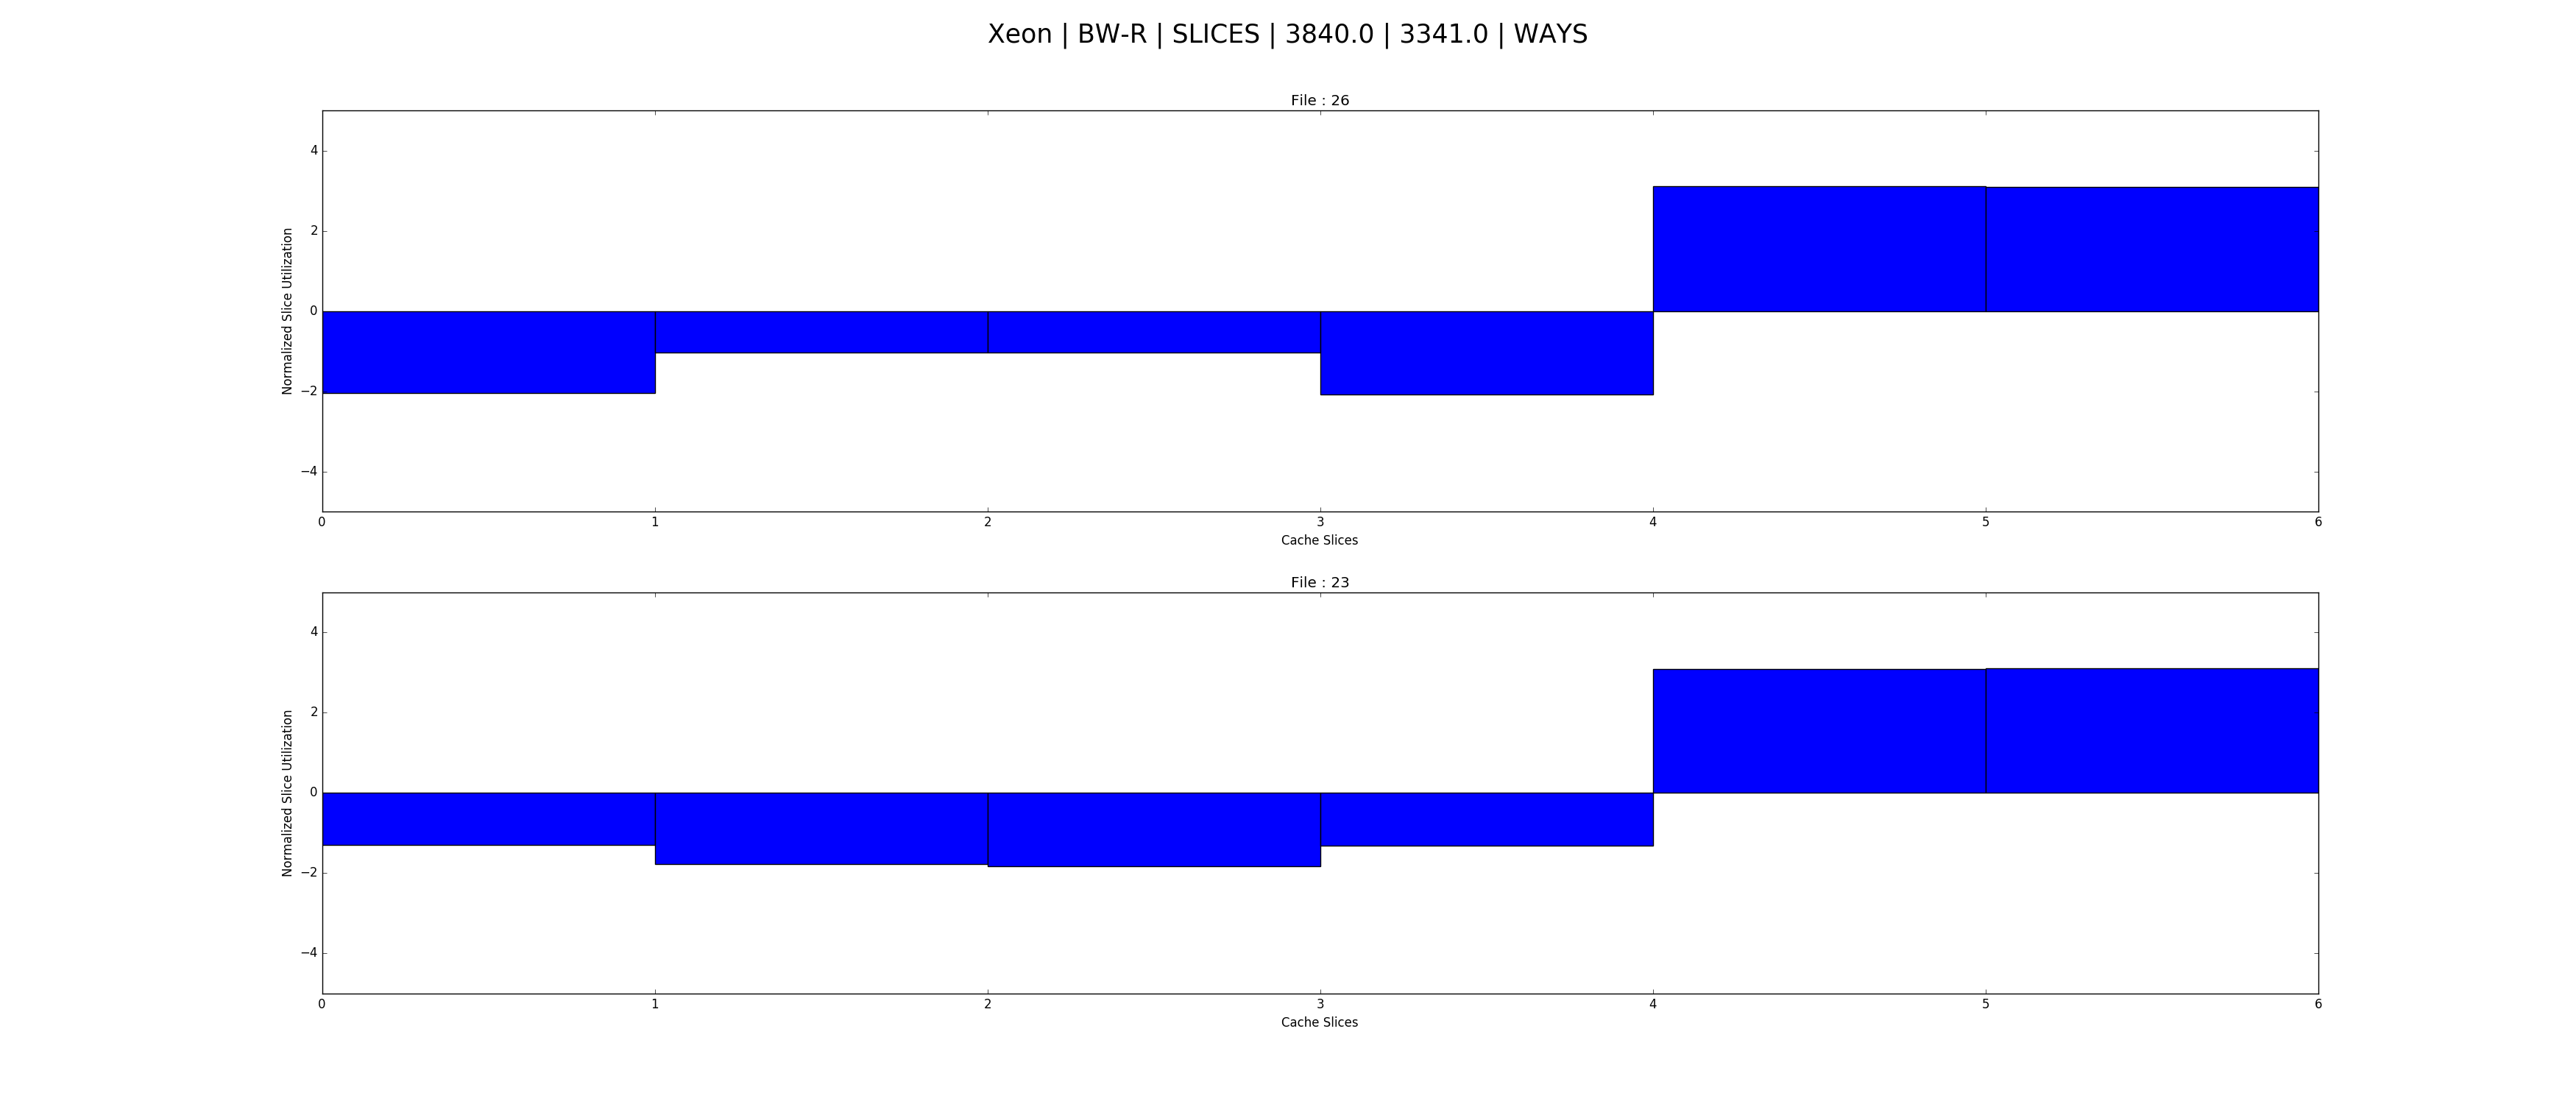 Xeon | BW-R | SLICES | 3840.0 | 3341.0 | WAYS
File : 26
Normalized Slice Utilization
4
2
0
−2
−4
0 1 2 3 4 5 6
Cache Slices
File : 23
Normalized Slice Utilization
4
2
0
−2
−4
0 1 2 3 4 5 6
Cache Slices